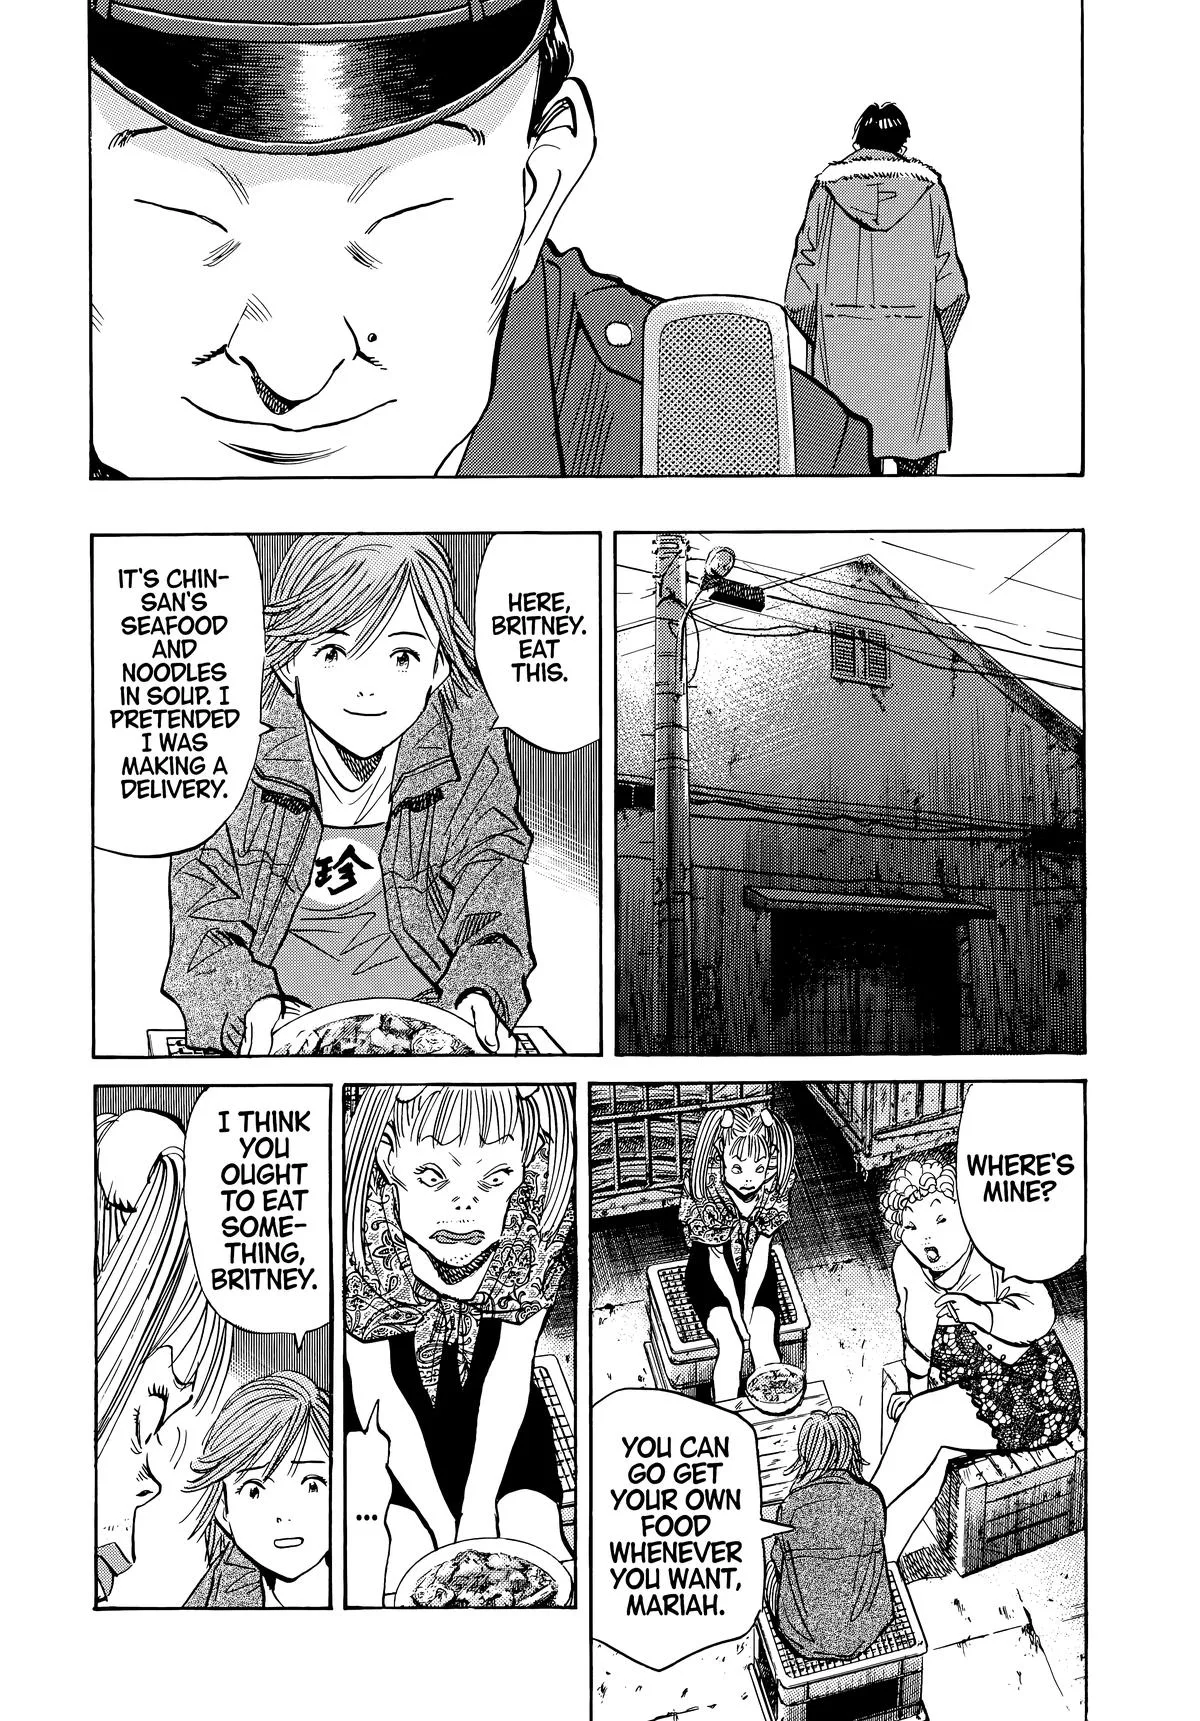 HERE,
BRITNEY.
EAT
THIS.
IT'S CHIN-
SAN'S
SEAFOOD
AND
NOODLES
IN SOUP. I
PRETENDED
I WAS
MAKING A
DELIVERY.
珍
WHERE'S
MINE?
YOU CAN
GO GET
YOUR OWN
FOOD
WHENEVER
YOU WANT,
MARIAH.
...
I THINK
YOU
OUGHT
TO EAT
SOME-
THING,
BRITNEY.